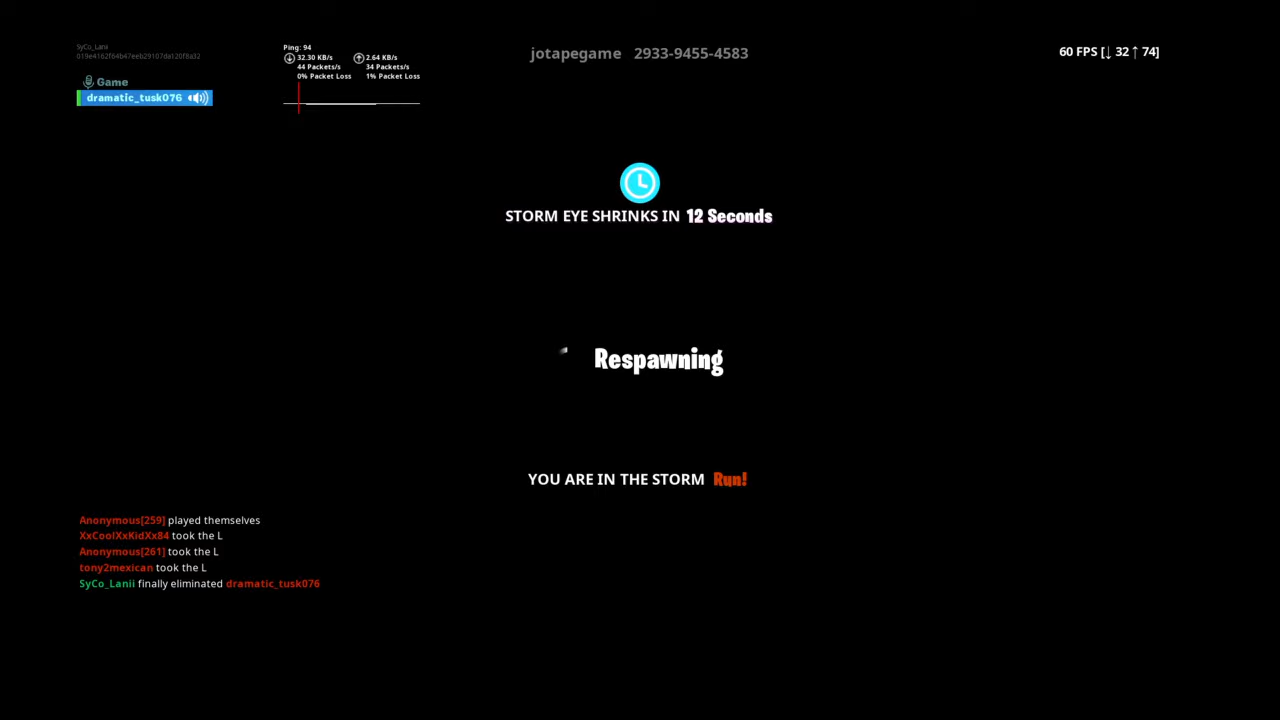 SyCo_Lanii
Game
dramatic_tusk076
Ping: 94
32.30 KB/s
44 Packets/s
0% Packet Loss
2.64 KB/s
34 Packets/s
1% Packet Loss
jotapegame 2933-9455-4583
60 FPS [↓ 32 ↑ 74]
STORM EYE SHRINKS IN 12 Seconds
Respawning
YOU ARE IN THE STORM Run!
Anonymous[259] played themselves
XxCoolXxKidXx84 took the L
Anonymous[261] took the L
tony2mexican took the L
SyCo_Lanii finally eliminated dramatic_tusk076